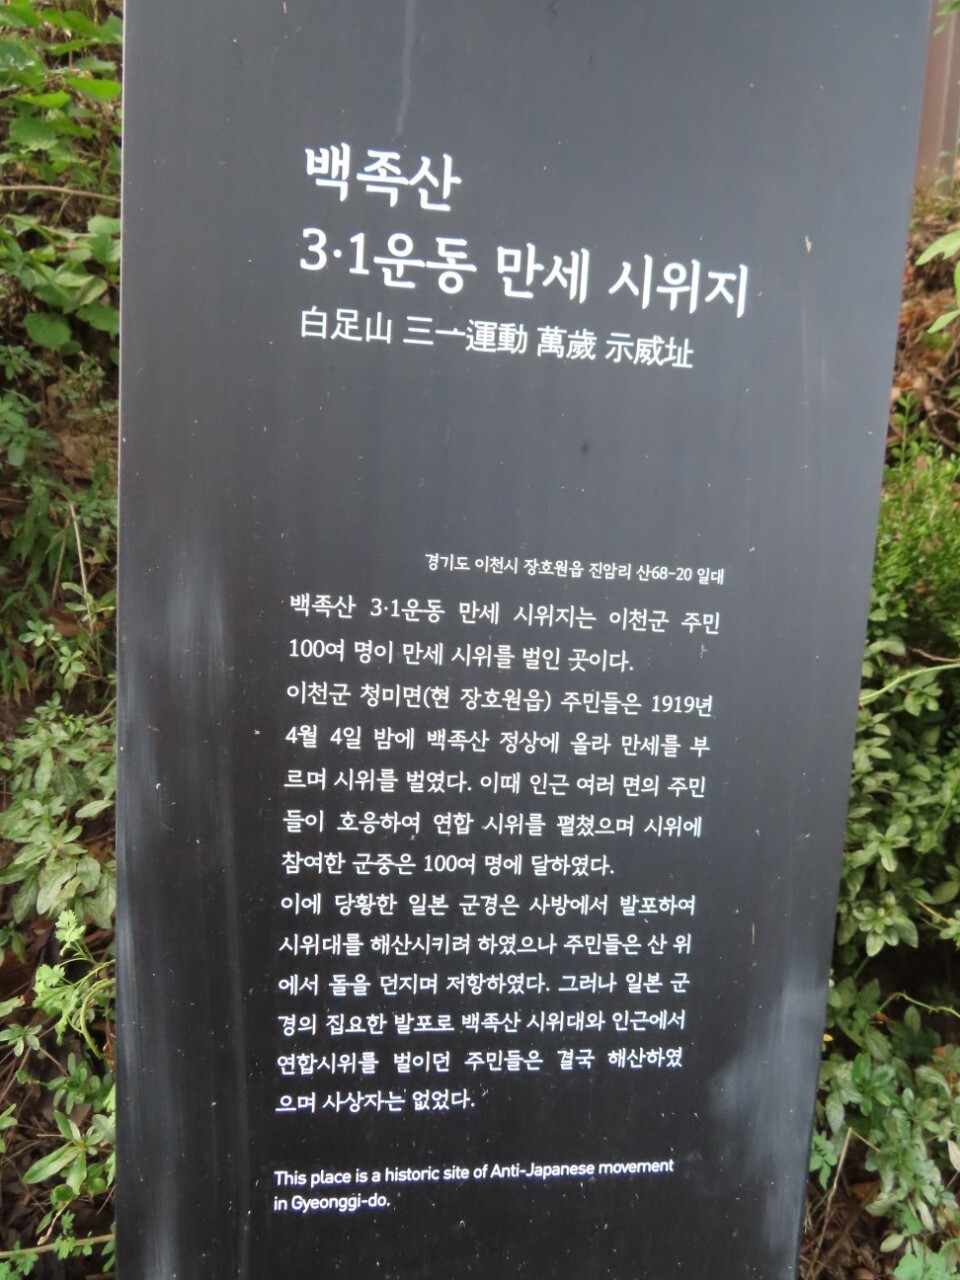 백족산
3·1운동 만세 시위지
白足山 三一運動 萬歲 示威址
경기도 이천시 장호원읍 진암리 산68-20 일대
백족산 3·1운동 만세 시위지는 이천군 주민
100여 명이 만세 시위를 벌인 곳이다.
이천군 청미면(현 장호원읍) 주민들은 1919년
4월 4일 밤에 백족산 정상에 올라 만세를 부
르며 시위를 벌였다. 이때 인근 여러 면의 주민
들이 호응하여 연합 시위를 펼쳤으며 시위에
참여한 군중은 100여 명에 달하였다.
이에 당황한 일본 군경은 사방에서 발포하여
시위대를 해산시키려 하였으나 주민들은 산 위
에서 돌을 던지며 저항하였다. 그러나 일본 군
경의 집요한 발포로 백족산 시위대와 인근에서
연합시위를 벌이던 주민들은 결국 해산하였
으며 사상자는 없었다.
This place is a historic site of Anti-Japanese movement
in Gyeonggi-do.